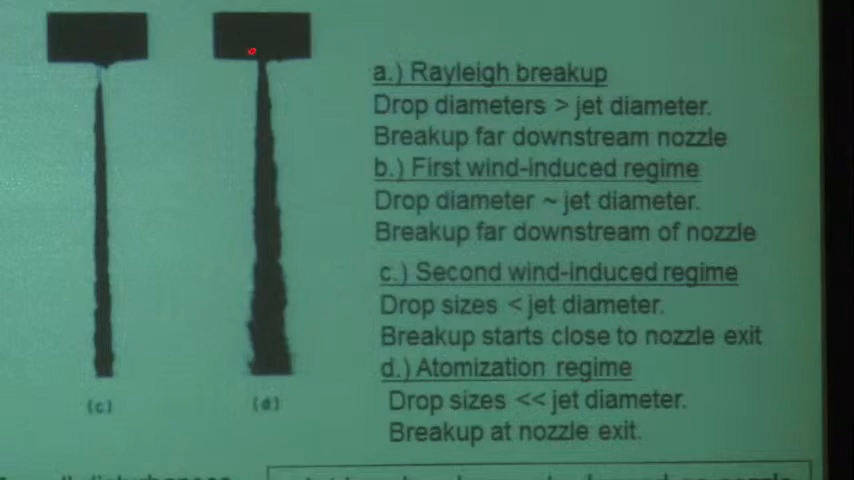 a.) Rayleigh breakup
Drop diameters > jet diameter.
Breakup far downstream nozzle
b.) First wind-induced regime
Drop diameter ~ jet diameter.
Breakup far downstream of nozzle
c.) Second wind-induced regime
Drop sizes < jet diameter.
Breakup starts close to nozzle exit
d.) Atomization regime
Drop sizes << jet diameter.
Breakup at nozzle exit.
(c) (d)